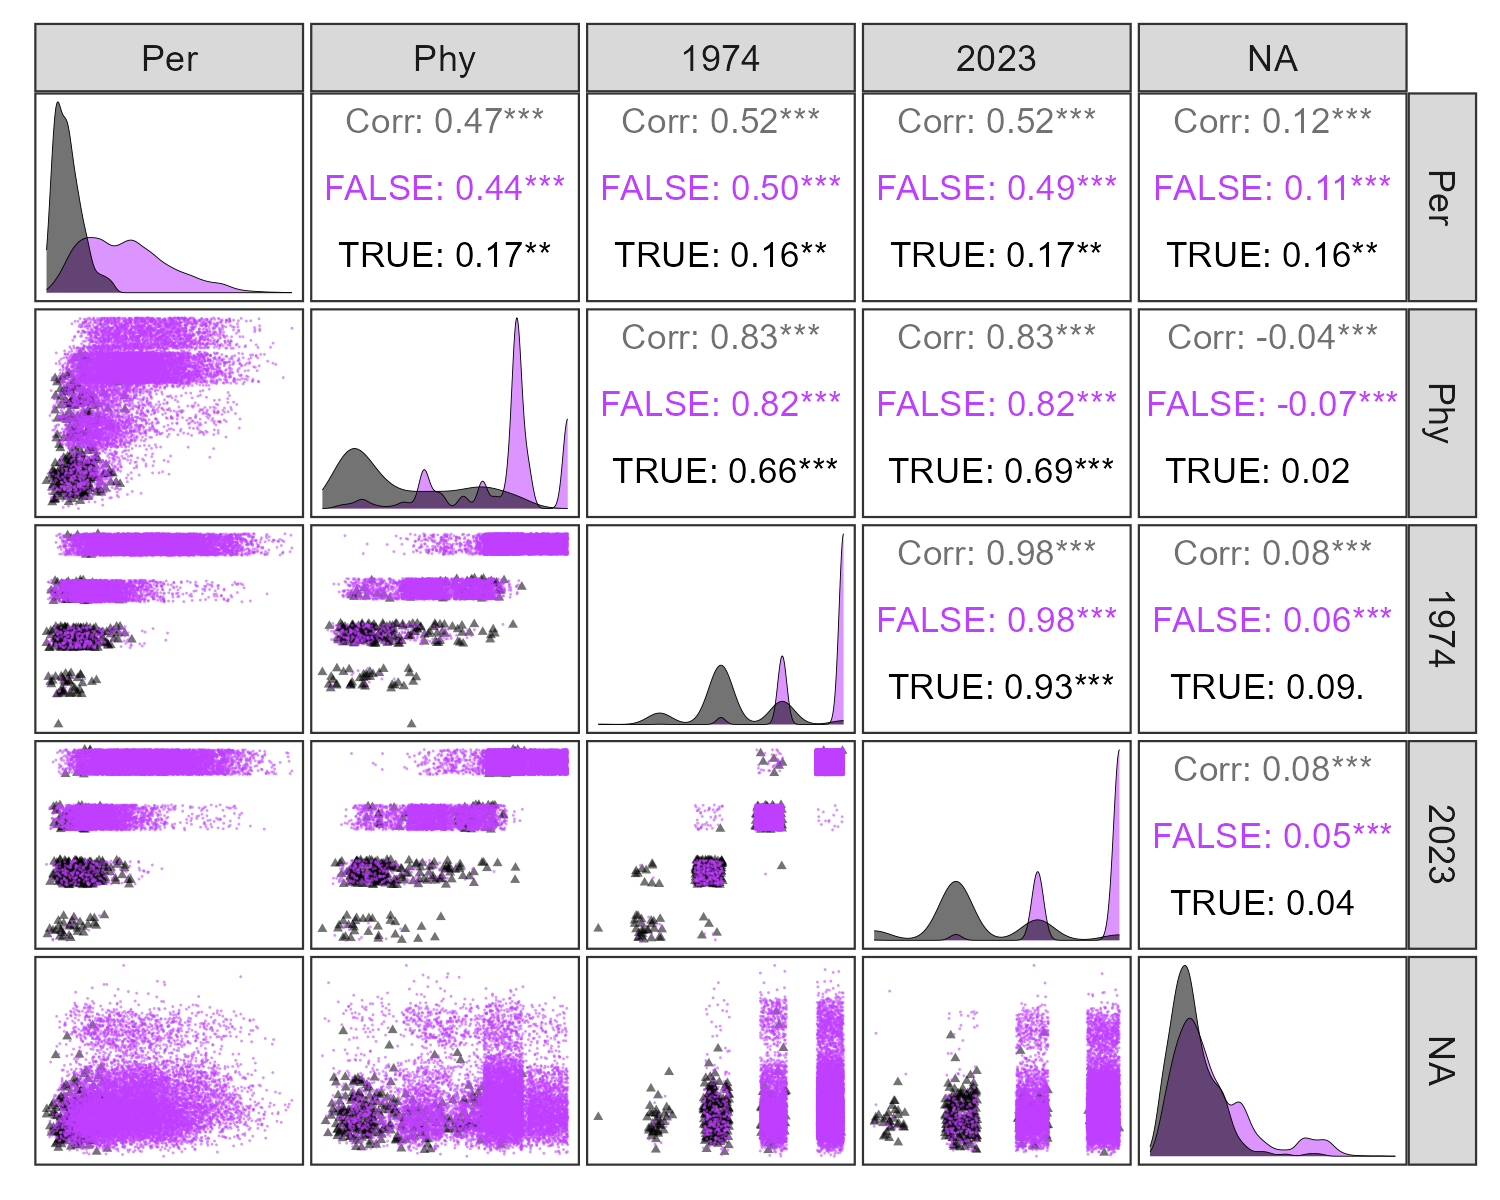 Per Phy 1974 2023 NA
Corr: 0.47*** Corr: 0.52*** Corr: 0.52*** Corr: 0.12***
FALSE: 0.44*** FALSE: 0.50*** FALSE: 0.49*** FALSE: 0.11***
TRUE: 0.17** TRUE: 0.16** TRUE: 0.17** TRUE: 0.16**
Per
Corr: 0.83*** Corr: 0.83*** Corr: -0.04***
FALSE: 0.82*** FALSE: 0.82*** FALSE: -0.07***
TRUE: 0.66*** TRUE: 0.69*** TRUE: 0.02
Phy
Corr: 0.98*** Corr: 0.08***
FALSE: 0.98*** FALSE: 0.06***
TRUE: 0.93*** TRUE: 0.09.
1974
Corr: 0.08***
FALSE: 0.05***
TRUE: 0.04
2023
NA